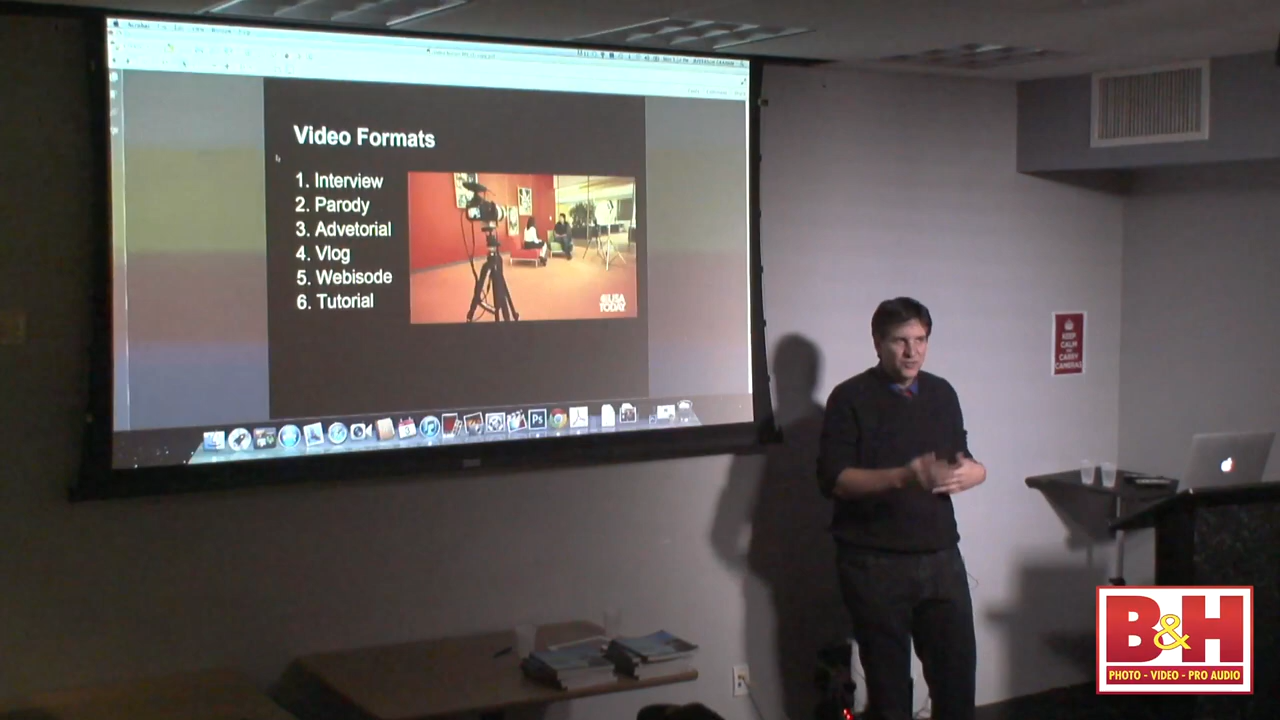 Video Formats
1. Interview
2. Parody
3. Advetorial
4. Vlog
5. Webisode
6. Tutorial
USA
TODAY
Ps
KEEP
CALM
AND
CARRY
CAMERAS
B&H
PHOTO - VIDEO - PRO AUDIO